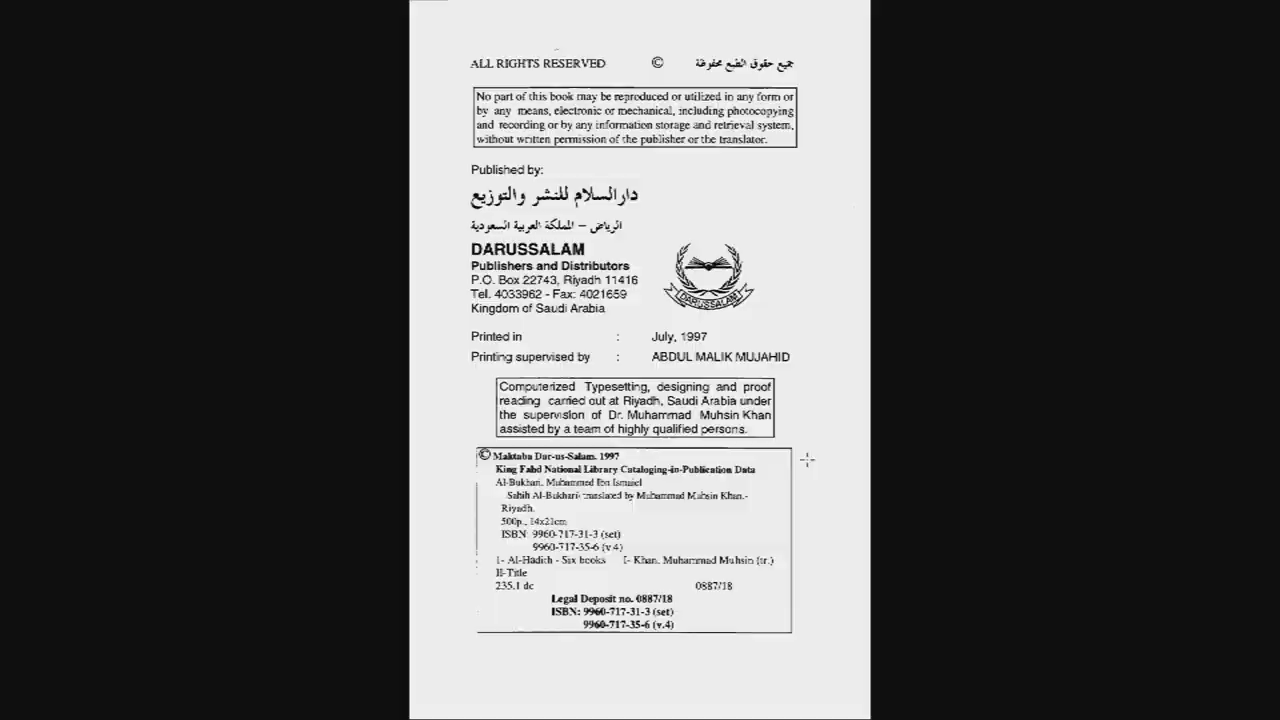 ALL RIGHTS RESERVED © جميع حقوق الطبع محفوظة
No part of this book may be reproduced or utilized in any form or
by any means, electronic or mechanical, including photocopying
and recording or by any information storage and retrieval system,
without written permission of the publisher or the translator.
Published by:
دارالسلام للنشر والتوزيع
الرياض – المملكة العربية السعودية
DARUSSALAM
Publishers and Distributors
P.O. Box 22743, Riyadh 11416
Tel. 4033962 - Fax: 4021659
Kingdom of Saudi Arabia
DARUSSALAM
Printed in : July, 1997
Printing supervised by : ABDUL MALIK MUJAHID
Computerized Typesetting, designing and proof
reading carried out at Riyadh, Saudi Arabia under
the supervision of Dr. Muhammad Muhsin Khan
assisted by a team of highly qualified persons.
© Maktaba Dar-us-Salam, 1997
King Fahd National Library Cataloging-in-Publication Data
Al-Bukhari, Muhammed Ibn Ismaiel
Sahih Al-Bukhari- translated by Muhammad Muhsin Khan.-
Riyadh.
500p., 14x21cm
ISBN: 9960-717-31-3 (set)
9960-717-35-6 (v.4)
1- Al-Hadith - Six books I- Khan, Muhammad Muhsin (tr.)
II-Title
235.1 dc 0887/18
Legal Deposit no. 0887/18
ISBN: 9960-717-31-3 (set)
9960-717-35-6 (v.4)